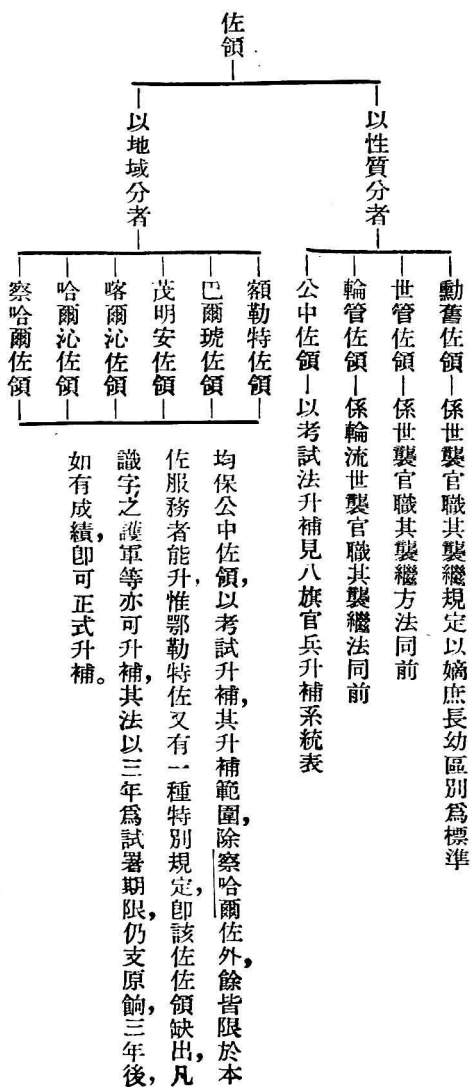 佐領
以性質分者
勳舊佐領—係世襲官職其襲繼規定以嫡庶長幼區別爲標準
世管佐領—係世襲官職其襲繼方法同前
輪管佐領—係輪流世襲官職其襲繼法同前
公中佐領—以考試法升補見八旗官兵升補系統表
以地域分者
額勒特佐領
巴爾琥佐領
茂明安佐領
喀爾沁佐領
哈爾沁佐領
察哈爾佐領
均保公中佐領，以考試升補，其升補範圍，除察哈爾佐外，餘皆限於本
佐服務者能升，惟鄂勒特佐又有一種特別規定，卽該佐佐領缺出，凡
識字之護軍等亦可升補，其法以三年爲試署期限，仍支原餉，三年後，
如有成績，卽可正式升補。